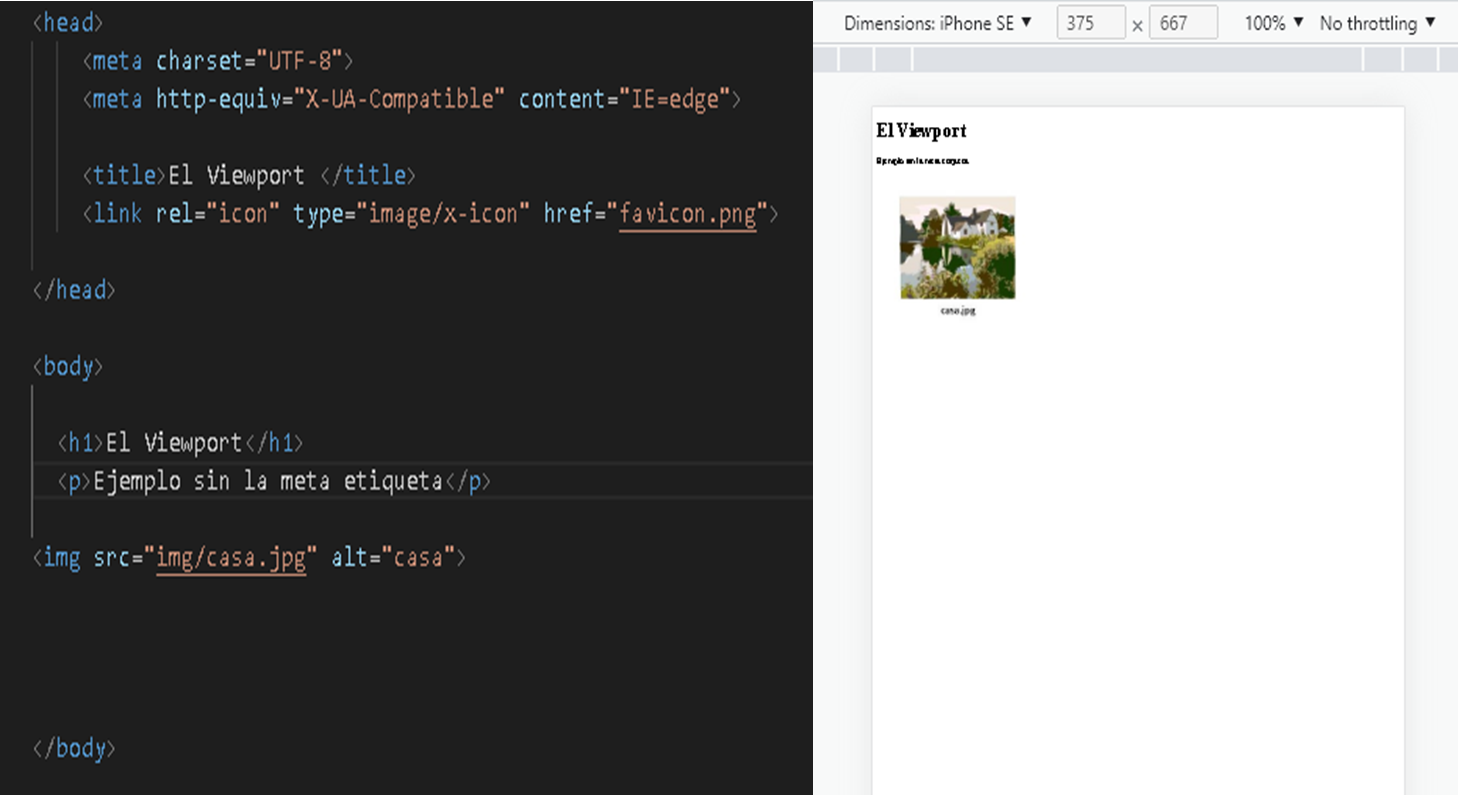 <head>
<meta charset="UTF-8">
<meta http-equiv="X-UA-Compatible" content="IE=edge">
<title>El Viewport </title>
<link rel="icon" type="image/x-icon" href="favicon.png">
</head>
<body>
<h1>El Viewport</h1>
<p>Ejemplo sin la meta etiqueta</p>
<img src="img/casa.jpg" alt="casa">
</body>
Dimensions: iPhone SE ▼ 375 x 667 100% ▼ No throttling ▼
El Viewport
Ejemplo sin la meta etiqueta
casa.jpg